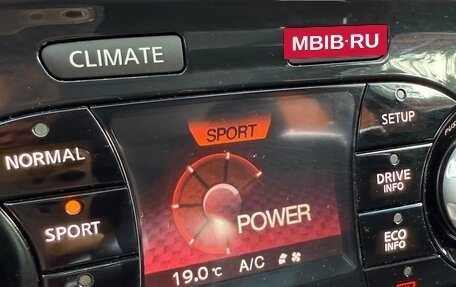 CLIMATE
MBIB·RU
SPORT
SETUP
NORMAL
DRIVE
INFO
SPORT
POWER
ECO
INFO
19.0°C A/C